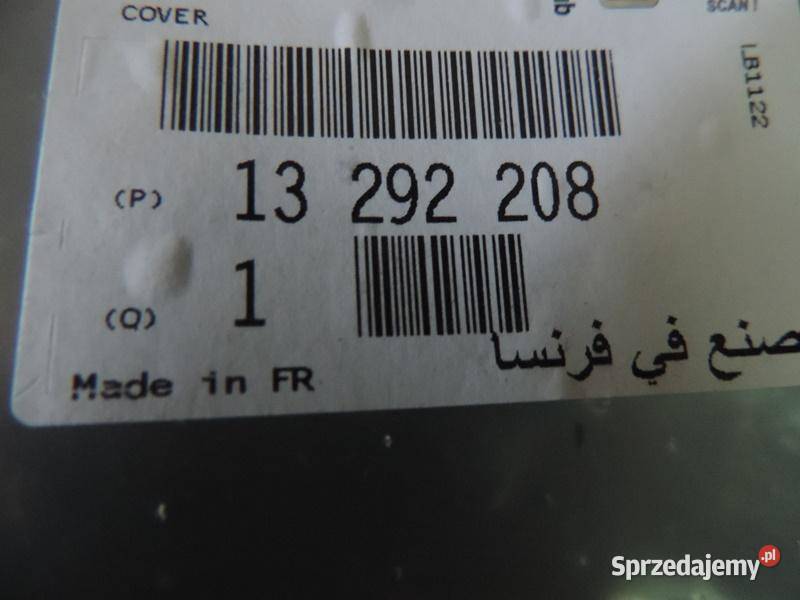 COVER
SCAN!
LB1122
(P) 13 292 208
(Q) 1
Made in FR
صنع في فرنسا
Sprzedajemy.pl